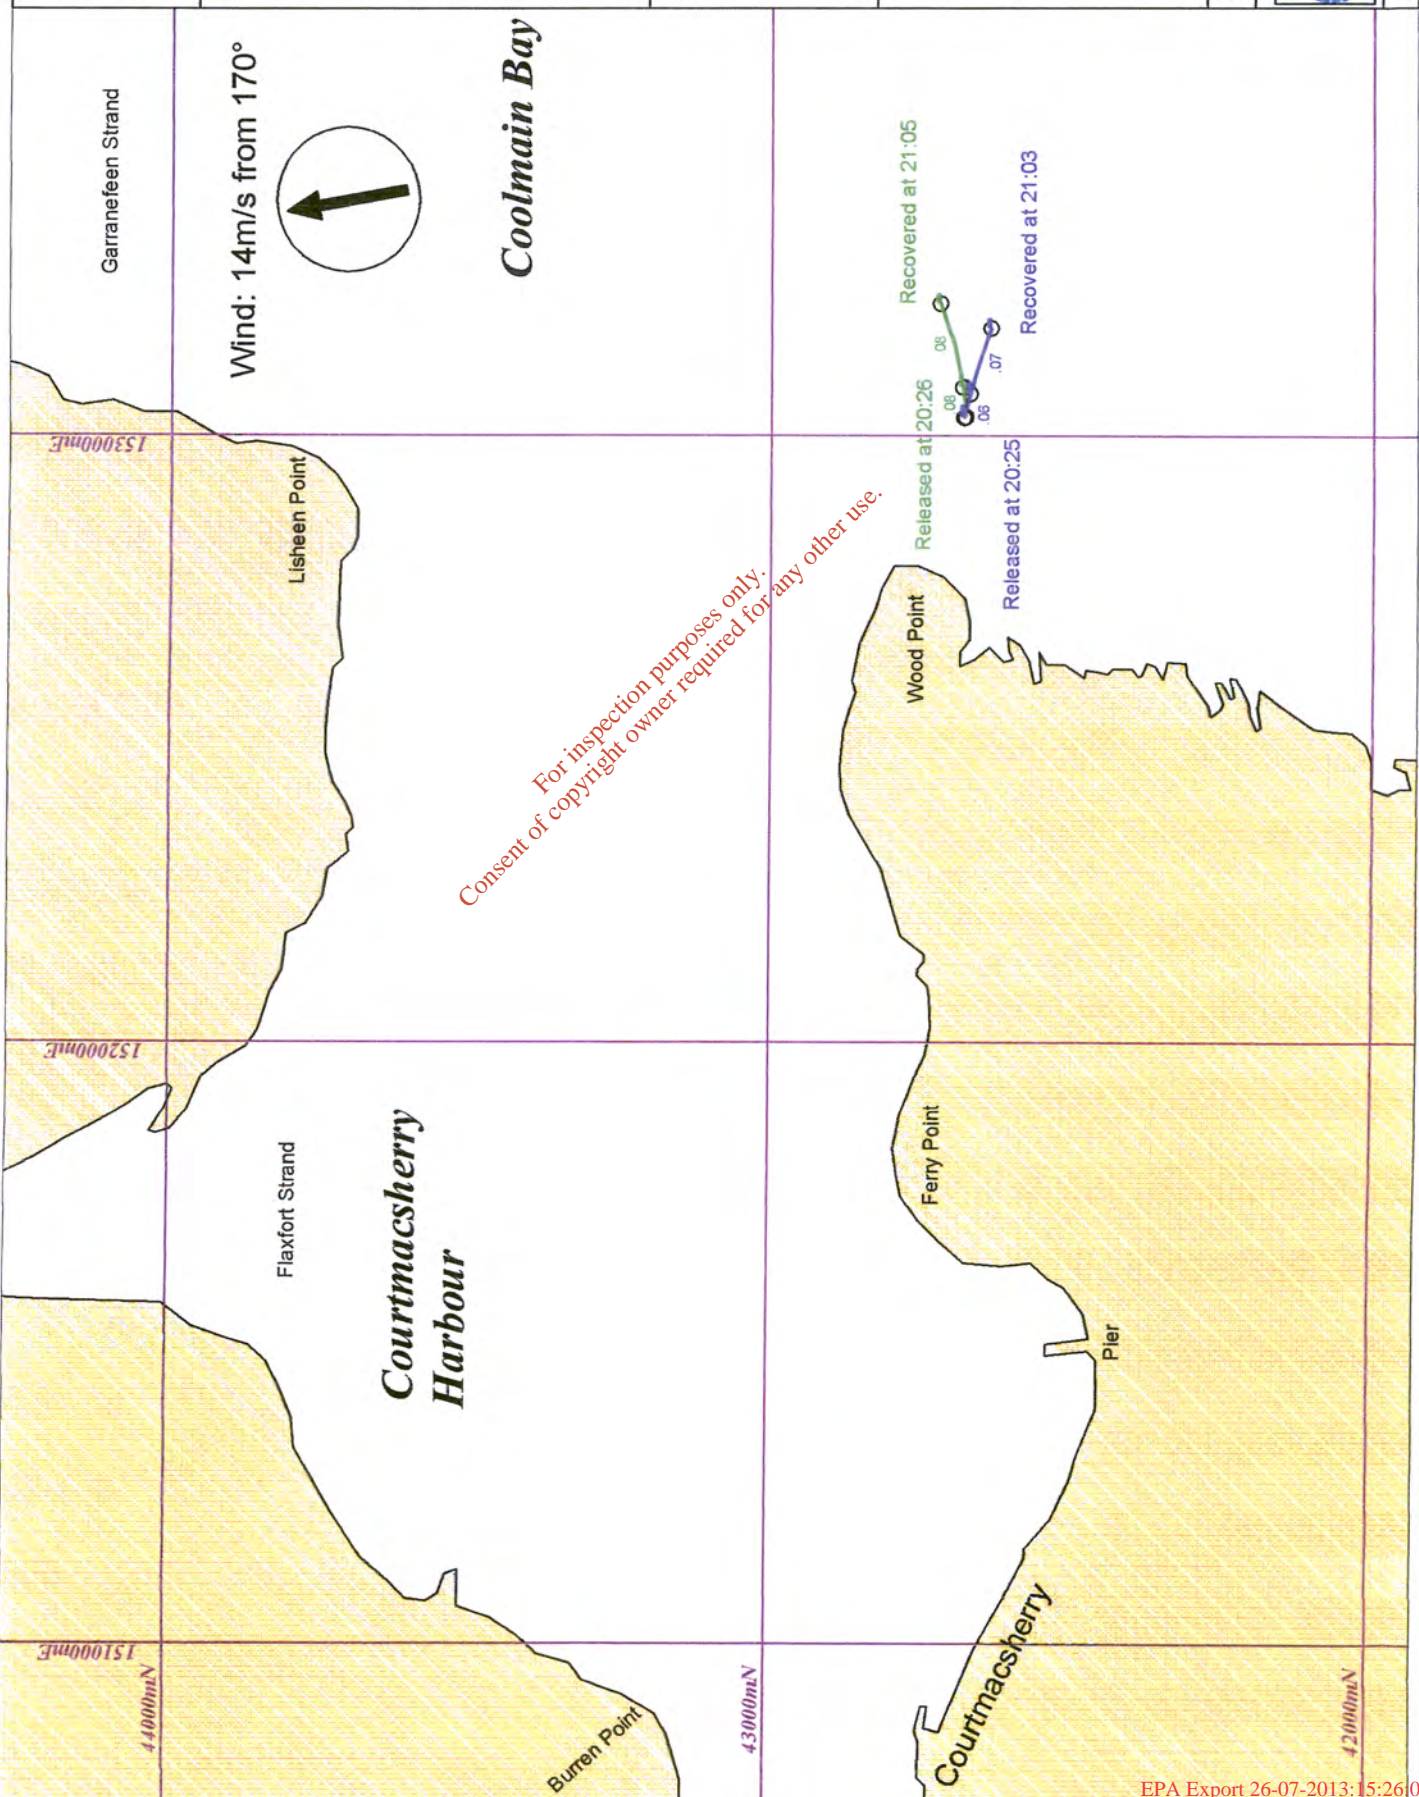 Garranefeen Strand
Wind: 14m/s from 170°
Coolmain Bay
153000mE
Lisheen Point
Recovered at 21:05
Recovered at 21:03
08
.07
08
.06
Released at 20:26
Released at 20:25
For inspection purposes only.
Consent of copyright owner required for any other use.
Wood Point
152000mE
Flaxfort Strand
Courtmacsherry
Harbour
Ferry Point
Pier
151000mE
44000mN
Burren Point
43000mN
Courtmacsherry
42000mN
EPA Export 26-07-2013:15:26:0